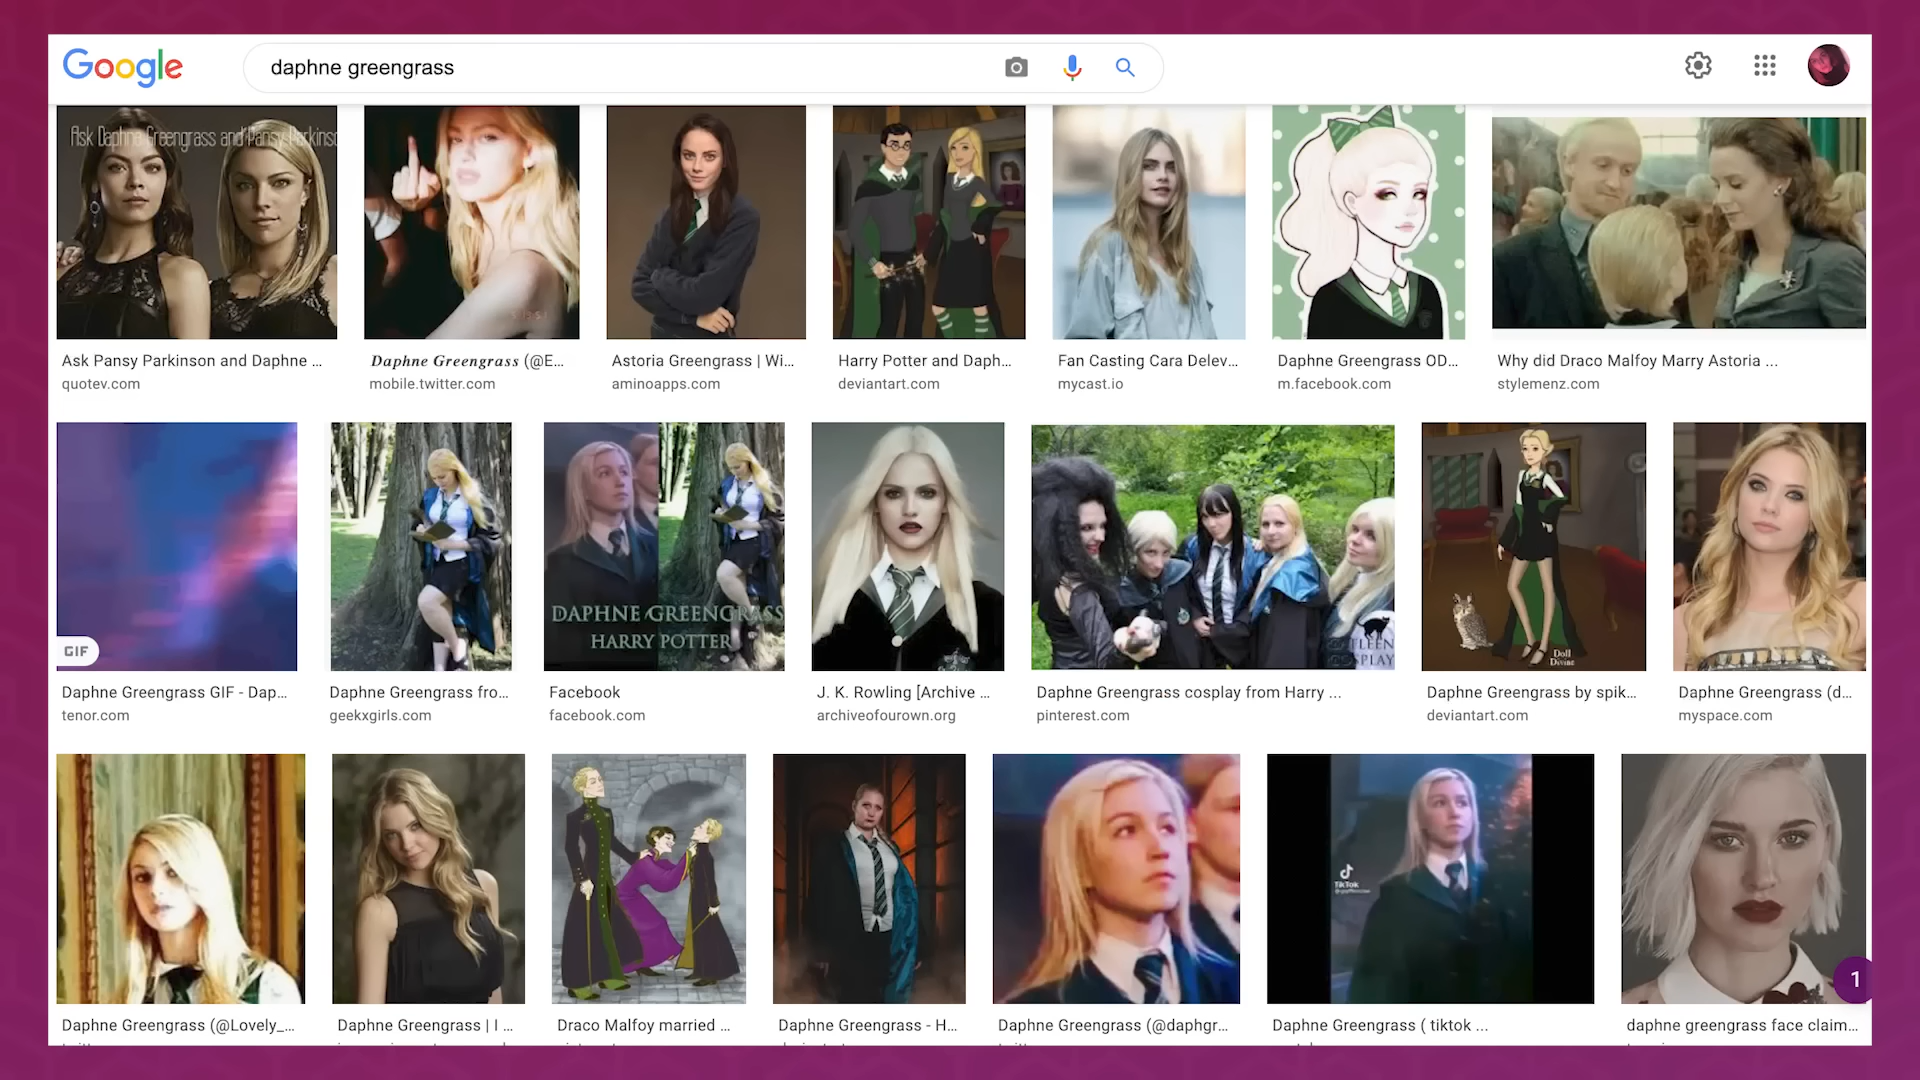 Google
daphne greengrass
Ask Daphne Greengrass and Pansy Parkinso
Ask Pansy Parkinson and Daphne ...
quotev.com
Daphne Greengrass (@E...
mobile.twitter.com
Astoria Greengrass | Wi...
aminoapps.com
Harry Potter and Daph...
deviantart.com
Fan Casting Cara Delev...
mycast.io
Daphne Greengrass OD...
m.facebook.com
Why did Draco Malfoy Marry Astoria ...
stylemenz.com
GIF
DAPHNE GREENGRASS
HARRY POTTER
Doll
Divine
Daphne Greengrass GIF - Dap...
tenor.com
Daphne Greengrass fro...
geekxgirls.com
Facebook
facebook.com
J. K. Rowling [Archive ...
archiveofourown.org
Daphne Greengrass cosplay from Harry ...
pinterest.com
Daphne Greengrass by spik...
deviantart.com
Daphne Greengrass (d...
myspace.com
TikTok
1
Daphne Greengrass (@Lovely_...
Daphne Greengrass | I ...
Draco Malfoy married ...
Daphne Greengrass - H...
Daphne Greengrass (@daphgr...
Daphne Greengrass ( tiktok ...
daphne greengrass face claim...